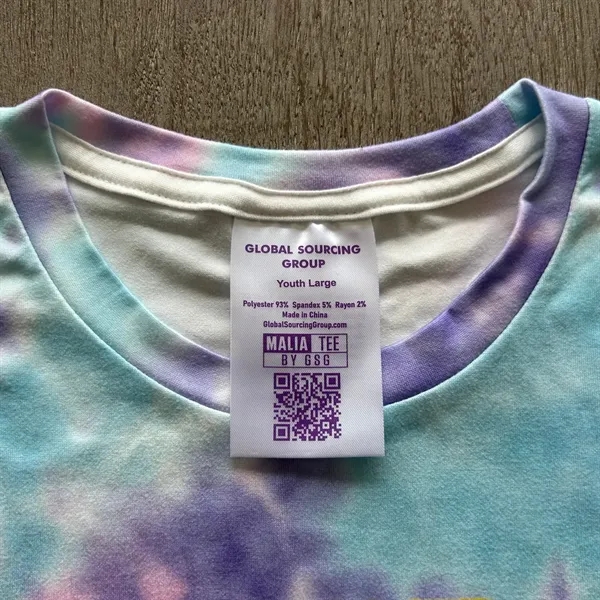 GLOBAL SOURCING
GROUP
Youth Large
Polyester 93% Spandex 5% Rayon 2%
Made in China
GlobalSourcingGroup.com
MALIA TEE
BY GSG